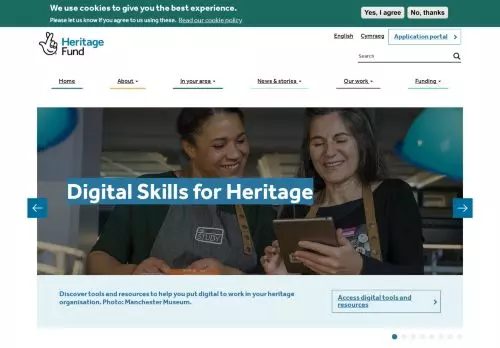 We use cookies to give you the best experience.
Please let us know if you agree to us using these. Read our cookie policy
Yes, I agree
No, thanks
Heritage
Fund
English
Cymraeg
Application portal
Search
Home
About
In your area
News & stories
Our work
Funding
STUDY
Digital Skills for Heritage
Discover tools and resources to help you put digital to work in your heritage
organisation. Photo: Manchester Museum.
Access digital tools and
resources